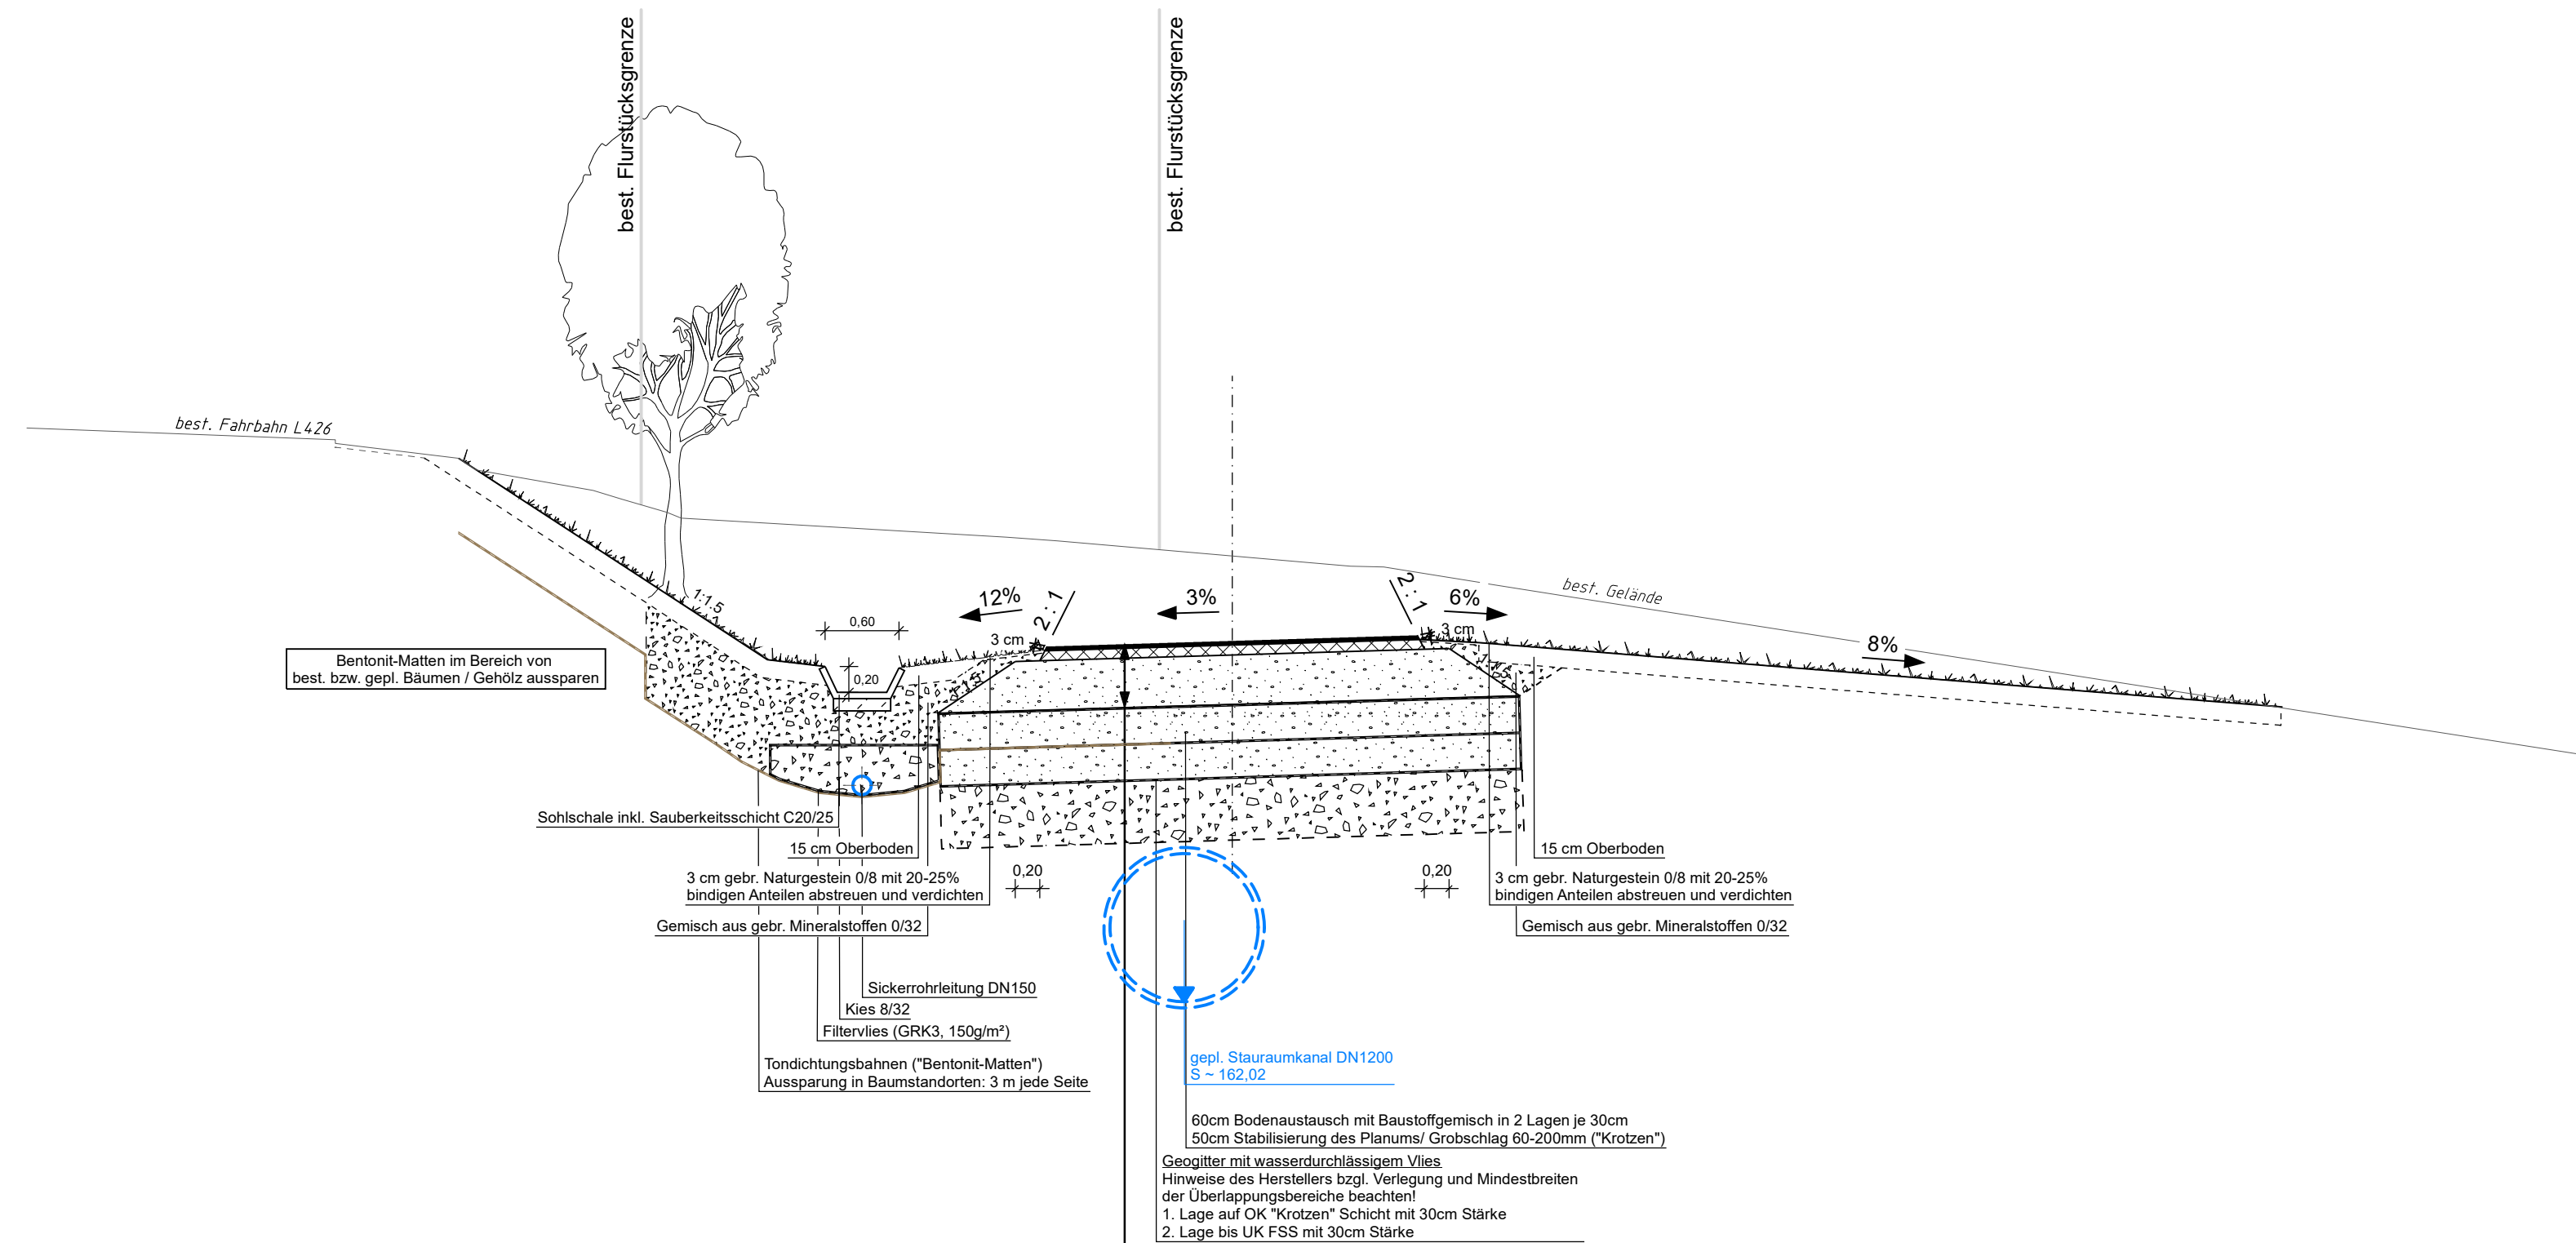 best. Flurstücksgrenze
best. Flurstücksgrenze
best. Fahrbahn L426
1:1.5
0,60
0,20
12%
2 : 1
3 cm
3%
2 : 1
6%
3 cm
best. Gelände
8%
Bentonit-Matten im Bereich von
best. bzw. gepl. Bäumen / Gehölz aussparen
Sohlschale inkl. Sauberkeitsschicht C20/25
15 cm Oberboden
3 cm gebr. Naturgestein 0/8 mit 20-25%
bindigen Anteilen abstreuen und verdichten
Gemisch aus gebr. Mineralstoffen 0/32
0,20
0,20
15 cm Oberboden
3 cm gebr. Naturgestein 0/8 mit 20-25%
bindigen Anteilen abstreuen und verdichten
Gemisch aus gebr. Mineralstoffen 0/32
Sickerrohrleitung DN150
Kies 8/32
Filtervlies (GRK3, 150g/m²)
Tondichtungsbahnen ("Bentonit-Matten")
Aussparung in Baumstandorten: 3 m jede Seite
gepl. Stauraumkanal DN1200
S ~ 162,02
60cm Bodenaustausch mit Baustoffgemisch in 2 Lagen je 30cm
50cm Stabilisierung des Planums/ Grobschlag 60-200mm ("Krotzen")
Geogitter mit wasserdurchlässigem Vlies
Hinweise des Herstellers bzgl. Verlegung und Mindestbreiten
der Überlappungsbereiche beachten!
1. Lage auf OK "Krotzen" Schicht mit 30cm Stärke
2. Lage bis UK FSS mit 30cm Stärke